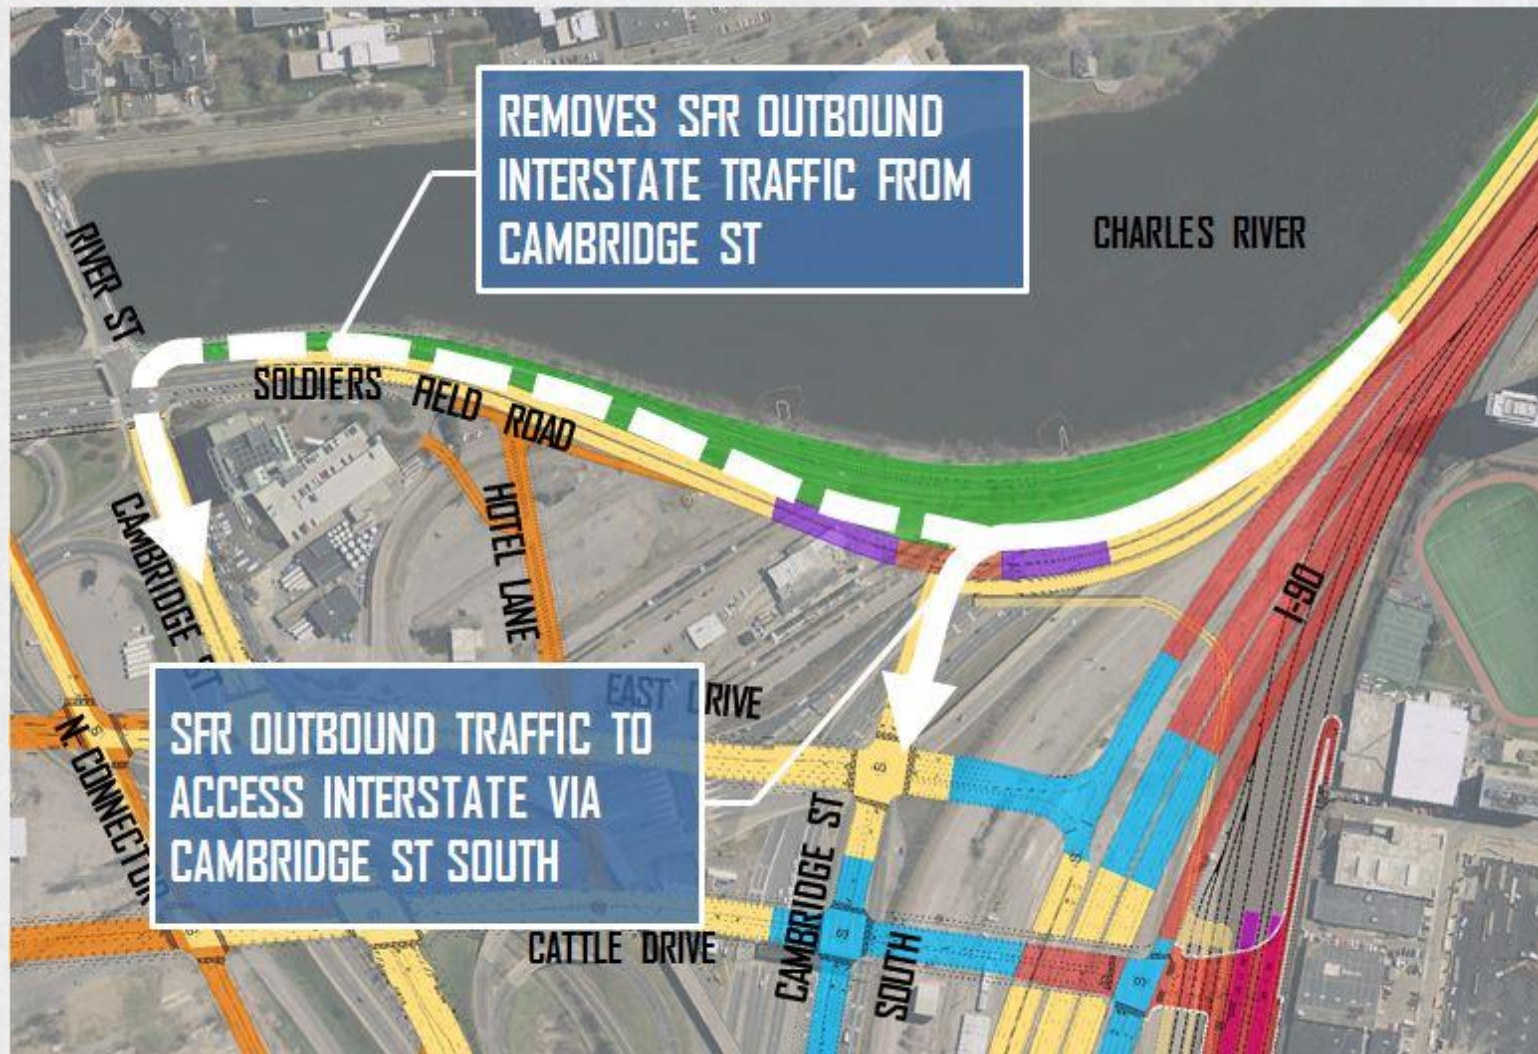 REMOVES SFR OUTBOUND
INTERSTATE TRAFFIC FROM
CAMBRIDGE ST
CHARLES RIVER
RIVER ST
SOLDIERS FIELD ROAD
HOTEL LANE
CAMBRIDGE ST
I-90
EAST DRIVE
SFR OUTBOUND TRAFFIC TO
ACCESS INTERSTATE VIA
CAMBRIDGE ST SOUTH
N. CONNECTOR
CAMBRIDGE ST
SOUTH
CATTLE DRIVE
S
S
S
S